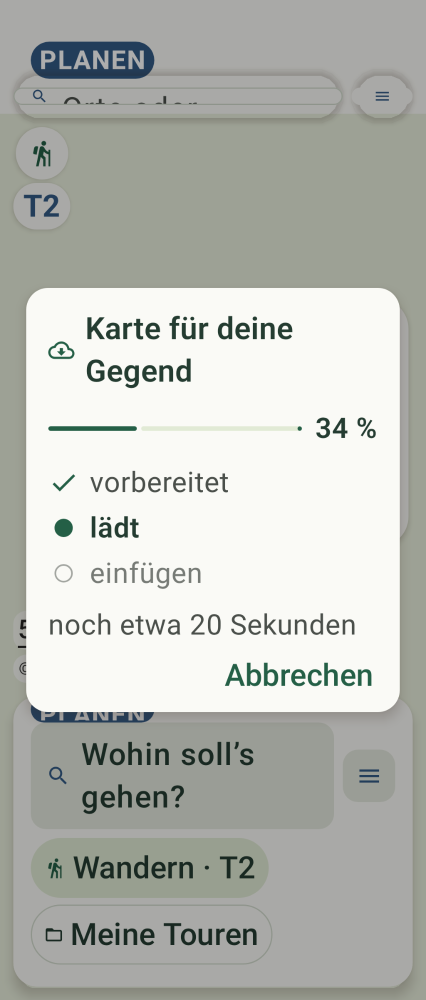 PLANEN
T2
Karte für deine
Gegend
34 %
vorbereitet
lädt
einfügen
noch etwa 20 Sekunden
Abbrechen
PLANEN
Wohin soll’s
gehen?
Wandern · T2
Meine Touren